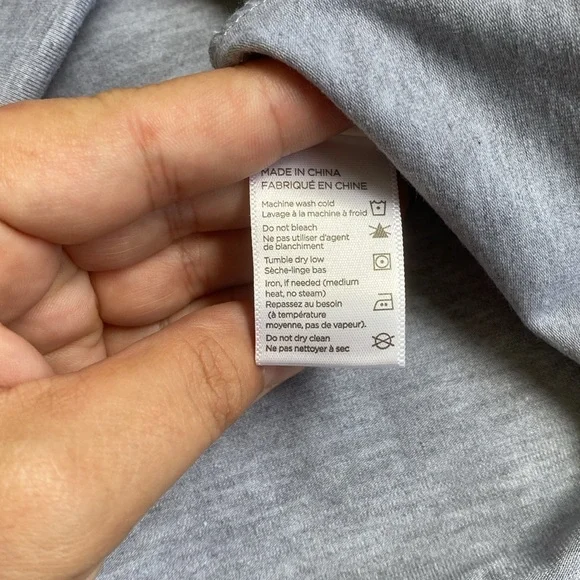 MADE IN CHINA
FABRIQUÉ EN CHINE
Machine wash cold
Lavage à la machine à froid
Do not bleach
Ne pas utiliser d'agent
de blanchiment
Tumble dry low
Sèche-linge bas
Iron, if needed (medium
heat, no steam)
Repassez au besoin
(à température
moyenne, pas de vapeur).
Do not dry clean
Ne pas nettoyer à sec